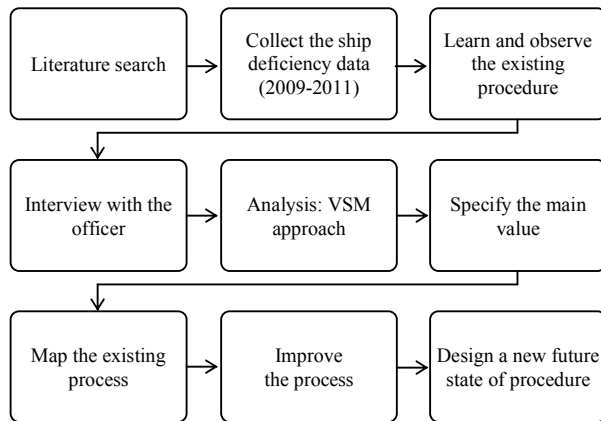 Literature search
Collect the ship
deficiency data
(2009-2011)
Learn and observe
the existing
procedure
Interview with the
officer
Analysis: VSM
approach
Specify the main
value
Map the existing
process
Improve
the process
Design a new future
state of procedure